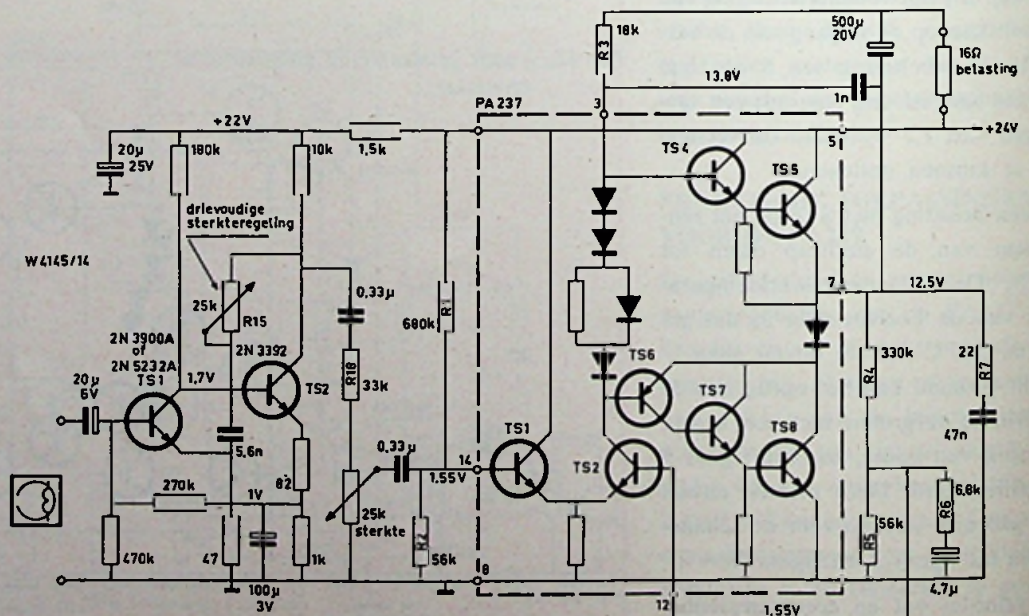 18k
R3
500µ
20V
16Ω
belasting
13,8V
1n
3
PA 237
+22V
5
+24V
20µ
25V
180k
10k
1,5k
TS4
TS5
drievoudige
sterkteregeling
W4145/14
25k
R15
0,33µ
680k
R1
7
12,5V
2N 3900A
of
2N 5232A
TS1
2N 3392
1,7V
TS2
R18
33k
TS6
TS7
TS8
330k
R4
22
R7
20µ
6V
5,6n
0,33µ
14
1,55V
TS1
TS2
47n
82
270k
1V
25k
sterkte
R2
56k
R5
56k
R6
6,8k
470k
47
1k
100µ
3V
8
12
1,55V
4,7µ